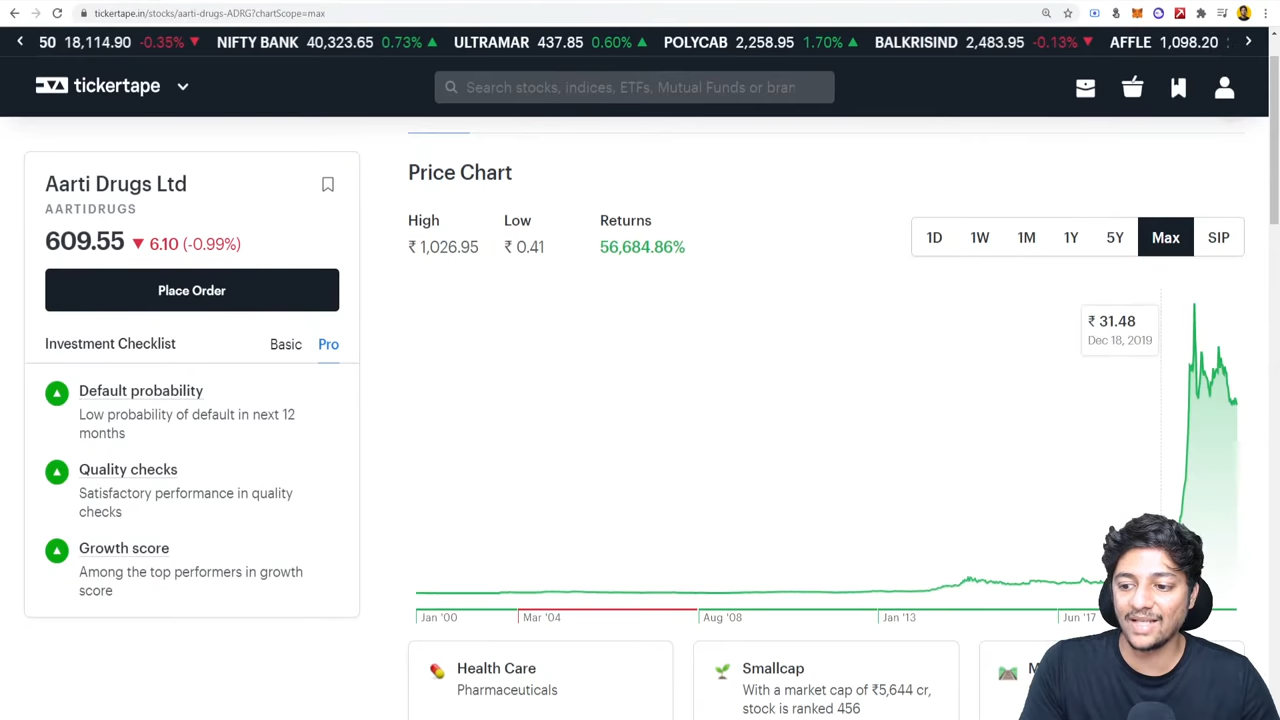 tickertape.in/stocks/aarti-drugs-ADRG?chartScope=max
50 18,114.90 -0.35% ▼ NIFTY BANK 40,323.65 0.73% ▲ ULTRAMAR 437.85 0.60% ▲ POLYCAB 2,258.95 1.70% ▲ BALKRISIND 2,483.95 -0.13% ▼ AFFLE 1,098.20
tickertape
Search stocks, indices, ETFs, Mutual Funds or bran
Aarti Drugs Ltd
AARTIDRUGS
609.55 ▼ 6.10 (-0.99%)
Place Order
Investment Checklist Basic Pro
Default probability
Low probability of default in next 12
months
Quality checks
Satisfactory performance in quality
checks
Growth score
Among the top performers in growth
score
Price Chart
High Low Returns
₹ 1,026.95 ₹ 0.41 56,684.86%
1D 1W 1M 1Y 5Y Max SIP
₹ 31.48
Dec 18, 2019
Jan '00 Mar '04 Aug '08 Jan '13 Jun '17
Health Care
Pharmaceuticals
Smallcap
With a market cap of ₹5,644 cr,
stock is ranked 456